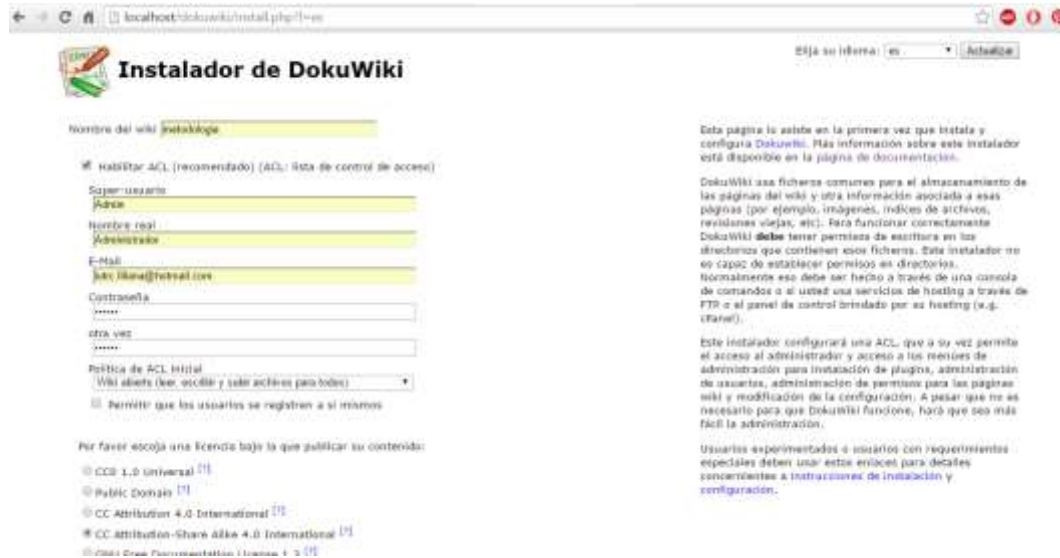 localhost/dokuwiki/install.php?l=es
Elija su idioma: es Actualizar
Instalador de DokuWiki
Nombre del wiki metodologia
Habilitar ACL (recomendado) (ACL: lista de control de acceso)
Super-usuario
Admin
Nombre real
Administrador
E-Mail
Contraseña
••••••
otra vez
••••••
Política de ACL inicial
Wiki abierto (leer, escribir y subir archivos para todos)
Permitir que los usuarios se registren a si mismos
Por favor escoja una licencia bajo la que publicar su contenido:
CC0 1.0 Universal [?]
Public Domain [?]
CC Attribution 4.0 International [?]
CC Attribution-Share Alike 4.0 International [?]
GNU Free Documentation License 1.3 [?]
Esta página lo asiste en la primera vez que instala y
configura Dokuwiki. Más información sobre este instalador
está disponible en la página de documentación.
DokuWiki usa ficheros comunes para el almacenamiento de
las páginas del wiki y otra información asociada a esas
páginas (por ejemplo, imágenes, índices de archivos,
revisiones viejas, etc). Para funcionar correctamente
DokuWiki debe tener permisos de escritura en los
directorios que contienen esos ficheros. Este instalador no
es capaz de establecer permisos en directorios.
Normalmente eso debe ser hecho a través de una consola
de comandos o si usted usa servicios de hosting a través de
FTP o el panel de control brindado por su hosting (e.g.
cPanel).
Este instalador configurará una ACL, que a su vez permite
el acceso al administrador y acceso a los menúes de
administración para instalación de plugins, administración
de usuarios, administración de permisos para las páginas
wiki y modificación de la configuración. A pesar que no es
necesario para que DokuWiki funcione, hará que sea más
fácil la administración.
Usuarios experimentados o usuarios con requerimientos
especiales deben usar estos enlaces para detalles
concernientes a instrucciones de instalación y
configuración.